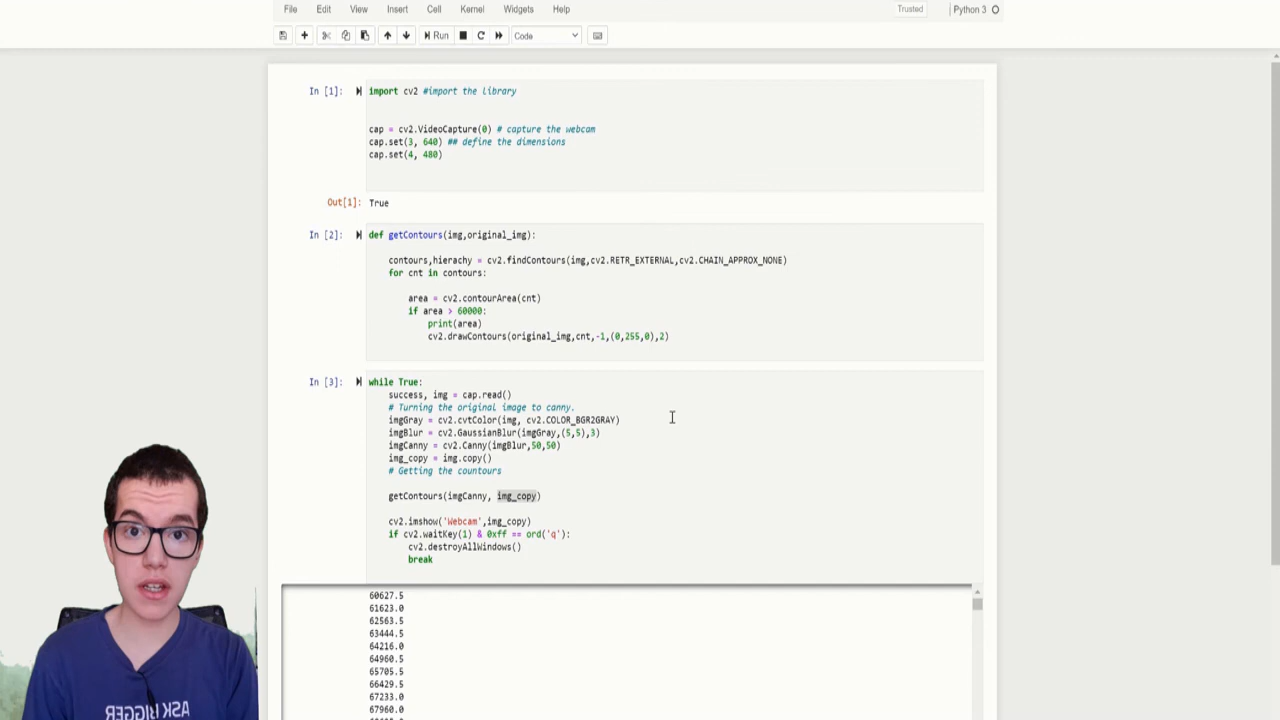 File Edit View Insert Cell Kernel Widgets Help Trusted Python 3
Run Code
In [1]: import cv2 #import the library
cap = cv2.VideoCapture(0) # capture the webcam
cap.set(3, 640) ## define the dimensions
cap.set(4, 480)
Out[1]: True
In [2]: def getContours(img,original_img):
contours,hierachy = cv2.findContours(img,cv2.RETR_EXTERNAL,cv2.CHAIN_APPROX_NONE)
for cnt in contours:
area = cv2.contourArea(cnt)
if area > 60000:
print(area)
cv2.drawContours(original_img,cnt,-1,(0,255,0),2)
In [3]: while True:
success, img = cap.read()
# Turning the original image to canny.
imgGray = cv2.cvtColor(img, cv2.COLOR_BGR2GRAY)
imgBlur = cv2.GaussianBlur(imgGray,(5,5),3)
imgCanny = cv2.Canny(imgBlur,50,50)
img_copy = img.copy()
# Getting the countours
getContours(imgCanny, img_copy)
cv2.imshow('Webcam',img_copy)
if cv2.waitKey(1) & 0xff == ord('q'):
cv2.destroyAllWindows()
break
60627.5
61623.0
62563.5
63444.5
64216.0
64960.5
65705.5
66429.5
67233.0
67960.0
ASK BIGGER